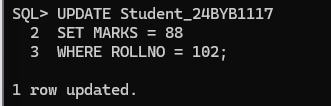 SQL> UPDATE Student_24BYB1117
  2  SET MARKS = 88
  3  WHERE ROLLNO = 102;
1 row updated.